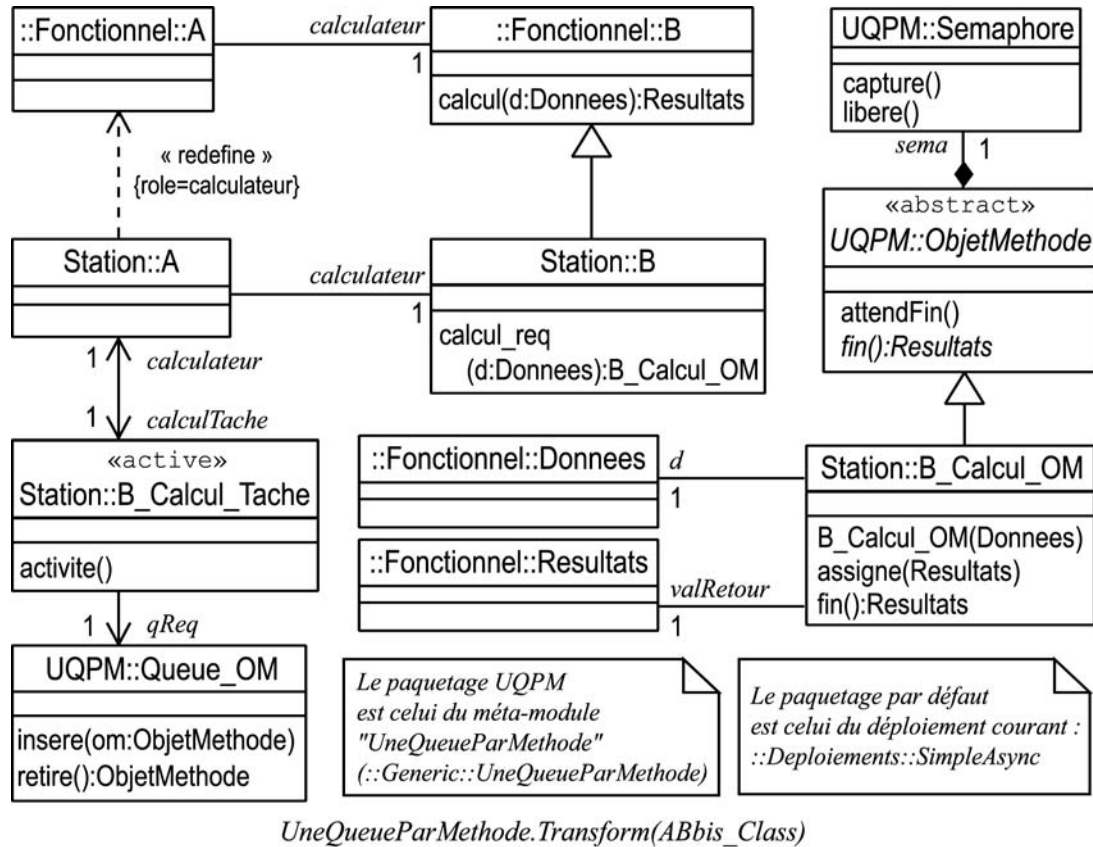 ::Fonctionnel::A
calculateur
1
::Fonctionnel::B
calcul(d:Donnees):Resultats
UQPM::Semaphore
capture()
libere()
sema
1
« redefine »
{role=calculateur}
«abstract»
UQPM::ObjetMethode
attendFin()
fin():Resultats
Station::A
calculateur
1
Station::B
calcul_req
(d:Donnees):B_Calcul_OM
1
calculateur
1
calculTache
«active»
Station::B_Calcul_Tache
activite()
::Fonctionnel::Donnees
d
1
Station::B_Calcul_OM
B_Calcul_OM(Donnees)
assigne(Resultats)
fin():Resultats
::Fonctionnel::Resultats
valRetour
1
1
qReq
UQPM::Queue_OM
insere(om:ObjetMethode)
retire():ObjetMethode
Le paquetage UQPM
est celui du méta-module
"UneQueueParMethode"
(::Generic::UneQueueParMethode)
Le paquetage par défaut
est celui du déploiement courant :
::Deploiements::SimpleAsync
UneQueueParMethode.Transform(ABbis_Class)